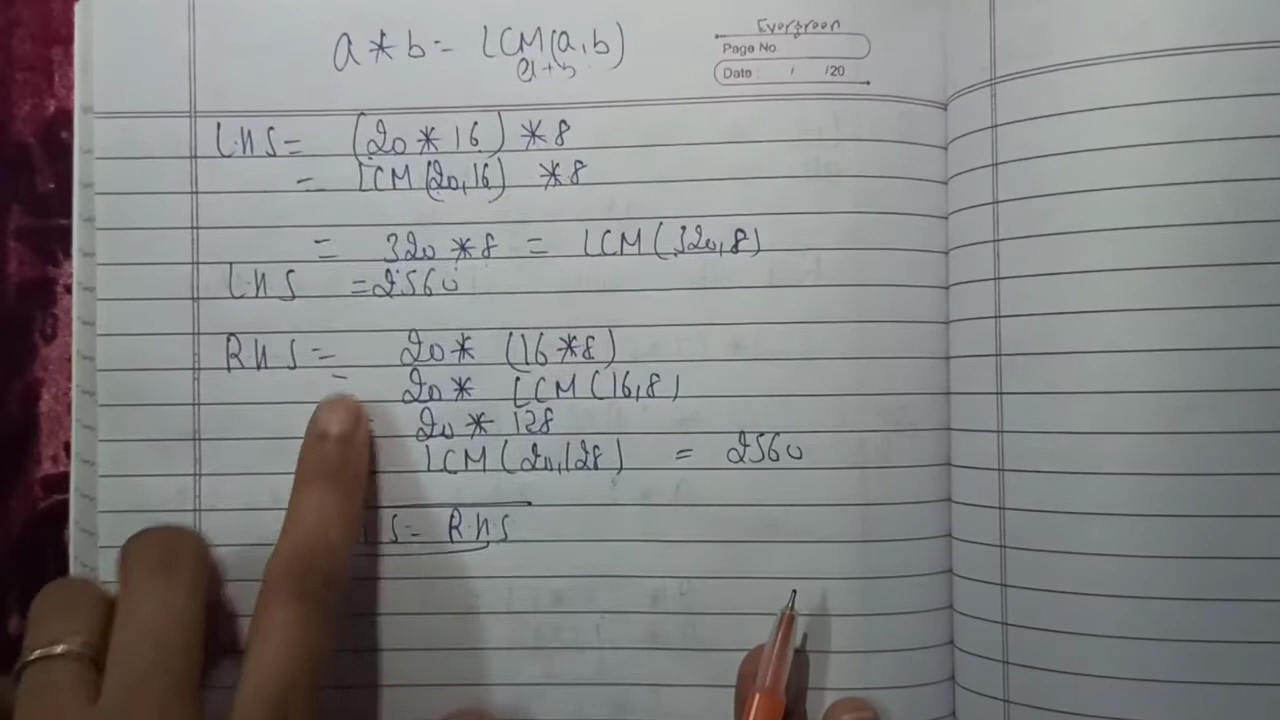 a * b = LCM(a,b)
Evergreen
Page No.
Date / /20
LHS = (20 * 16) * 8
= LCM(20,16) * 8
= 320 * 8 = LCM(320,8)
LHS = 2560
RHS = 20 * (16 * 8)
= 20 * LCM(16,8)
= 20 * 128
LCM(20,128) = 2560
S = RHS